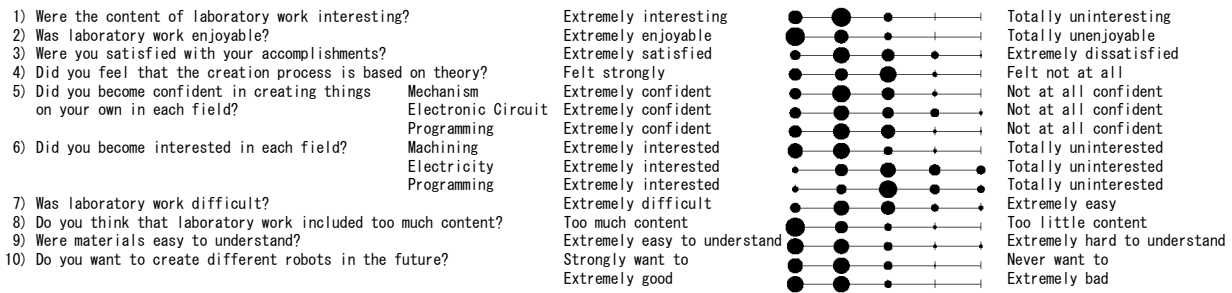 1) Were the content of laboratory work interesting? Extremely interesting Totally uninteresting
2) Was laboratory work enjoyable? Extremely enjoyable Totally unenjoyable
3) Were you satisfied with your accomplishments? Extremely satisfied Extremely dissatisfied
4) Did you feel that the creation process is based on theory? Felt strongly Felt not at all
5) Did you become confident in creating things Mechanism Extremely confident Not at all confident
on your own in each field? Electronic Circuit Extremely confident Not at all confident
Programming Extremely confident Not at all confident
6) Did you become interested in each field? Machining Extremely interested Totally uninterested
Electricity Extremely interested Totally uninterested
Programming Extremely interested Totally uninterested
7) Was laboratory work difficult? Extremely difficult Extremely easy
8) Do you think that laboratory work included too much content? Too much content Too little content
9) Were materials easy to understand? Extremely easy to understand Extremely hard to understand
10) Do you want to create different robots in the future? Strongly want to Never want to
Extremely good Extremely bad